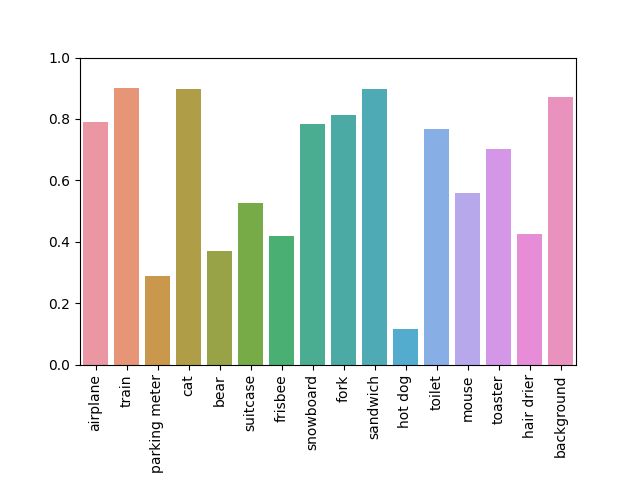 1.0
0.8
0.6
0.4
0.2
0.0
airplane
train
parking meter
cat
bear
suitcase
frisbee
snowboard
fork
sandwich
hot dog
toilet
mouse
toaster
hair drier
background